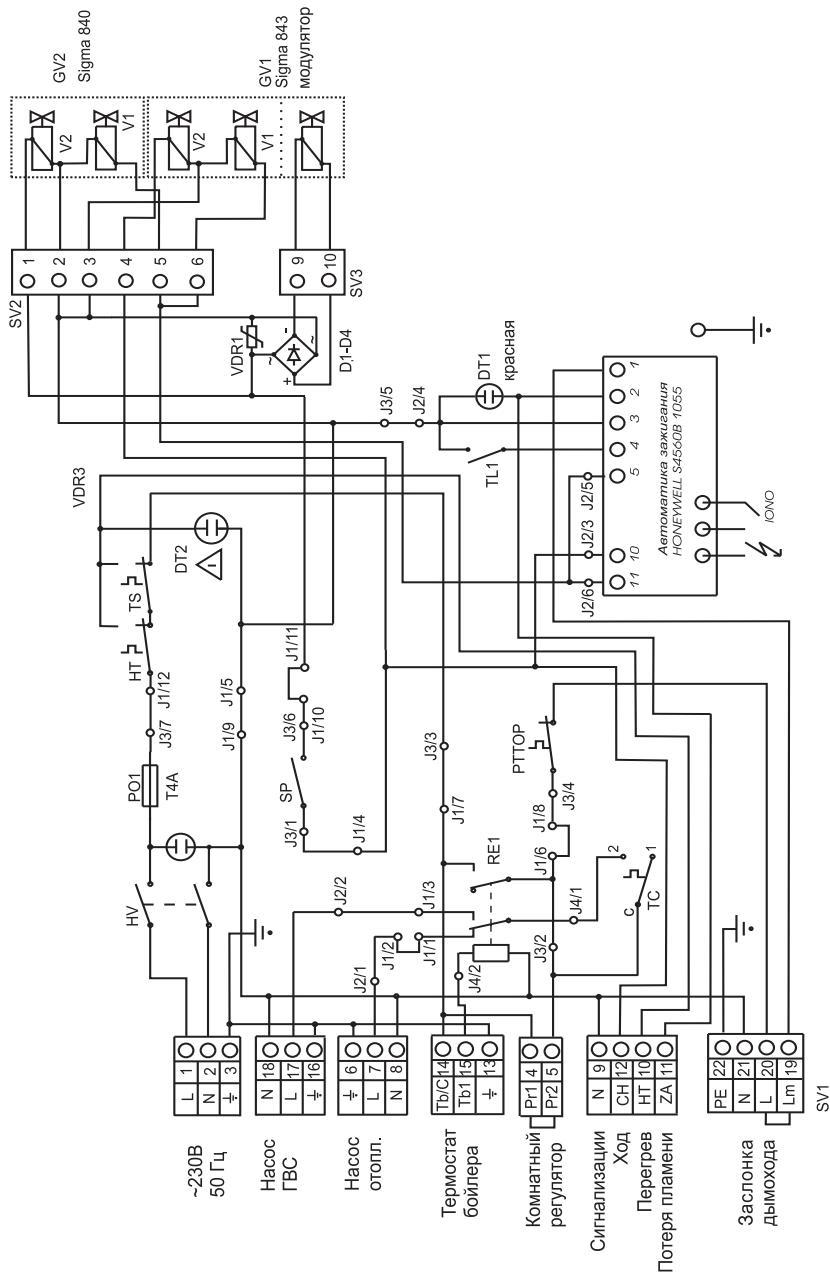 GV2
Sigma 840
GV1
Sigma 843
модулятор
V2
V1
V2
V1
SV2
1
2
3
4
5
6
9
10
SV3
VDR1
-
~
~
+
D1-D4
VDR3
J3/5
J2/4
DT1
красная
TL1
1
2
3
4
5
10
11
J2/5
J2/3
J2/6
Автоматика зажигания
HONEYWELL S4560B 1055
IONO
DT2
TS
HT
J1/12
J3/7
PO1
T4A
HV
J1/5
J1/9
J1/11
J3/6
J1/10
SP
J3/1
J1/4
J3/3
J1/7
РТТОР
J3/4
J1/8
J1/6
RE1
J2/2
J1/3
J1/2
J1/1
J2/1
J4/2
J4/1
J3/2
2
1
C
TC
1
2
3
L
N
~230В
50 Гц
18
17
16
N
L
Насос
ГВС
6
7
8
L
N
Насос
отопл.
14
15
13
Tb/C
Tb1
Термостат
бойлера
4
5
Pr1
Pr2
Комнатный
регулятор
9
12
10
11
N
CH
HT
ZA
Сигнализации
Ход
Перегрев
Потеря пламени
22
21
20
19
PE
N
L
Lm
SV1
Заслонка
дымохода